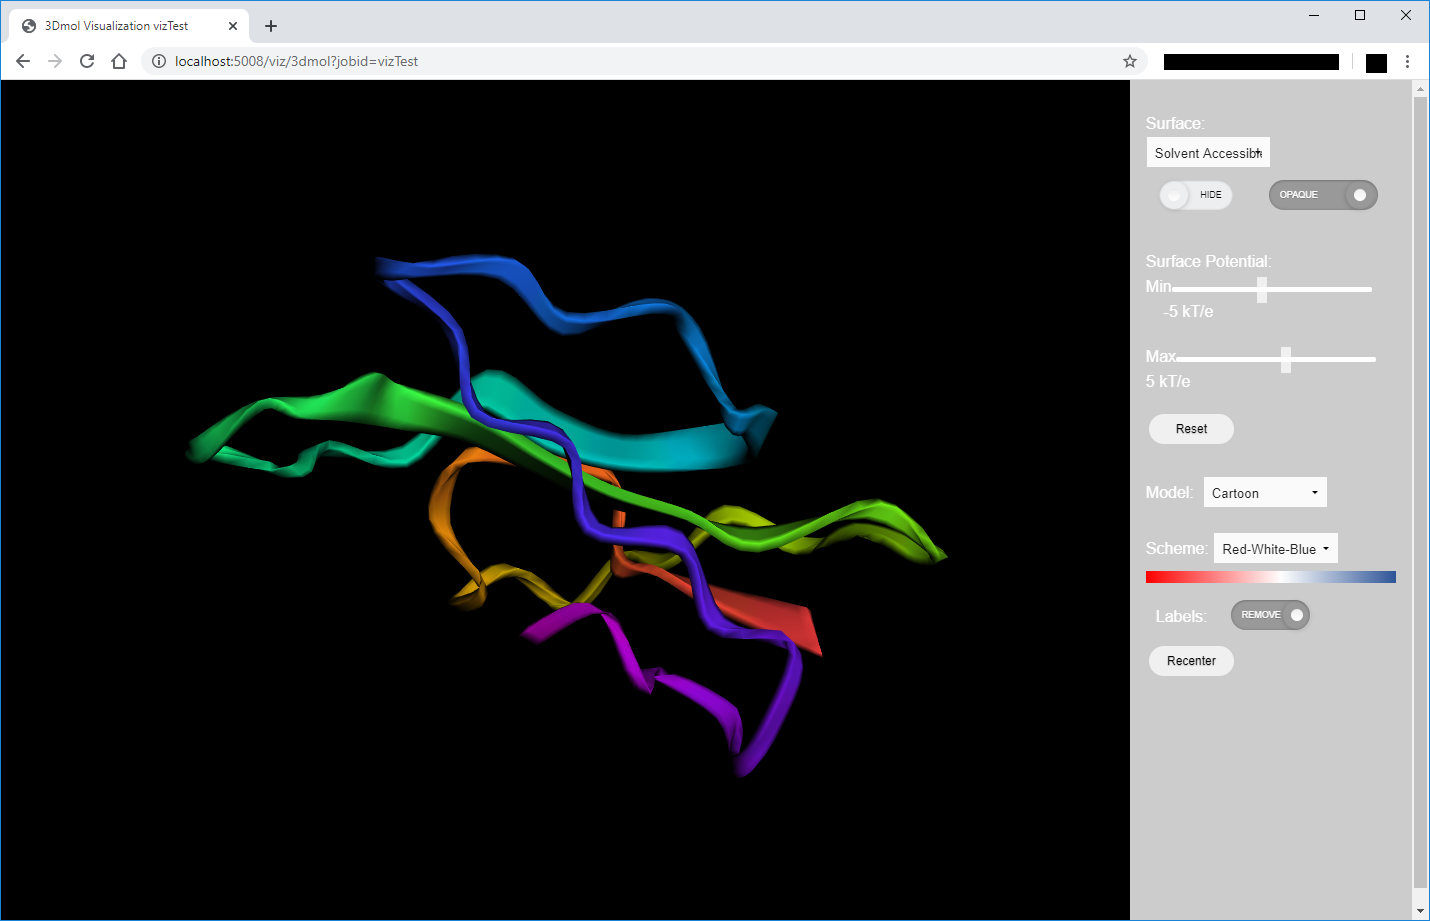 3Dmol Visualization vizTest
localhost:5008/viz/3dmol?jobid=vizTest
Surface:
Solvent Accessible
HIDE
OPAQUE
Surface Potential:
Min
-5 kT/e
Max
5 kT/e
Reset
Model:
Cartoon
Scheme:
Red-White-Blue
Labels:
REMOVE
Recenter